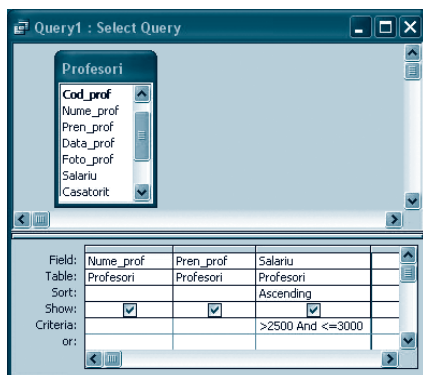 Query1 : Select Query
Profesori
Cod_prof
Nume_prof
Pren_prof
Data_prof
Foto_prof
Salariu
Casatorit
Field: Nume_prof Pren_prof Salariu
Table: Profesori Profesori Profesori
Sort: Ascending
Show:
Criteria: >2500 And <=3000
or: